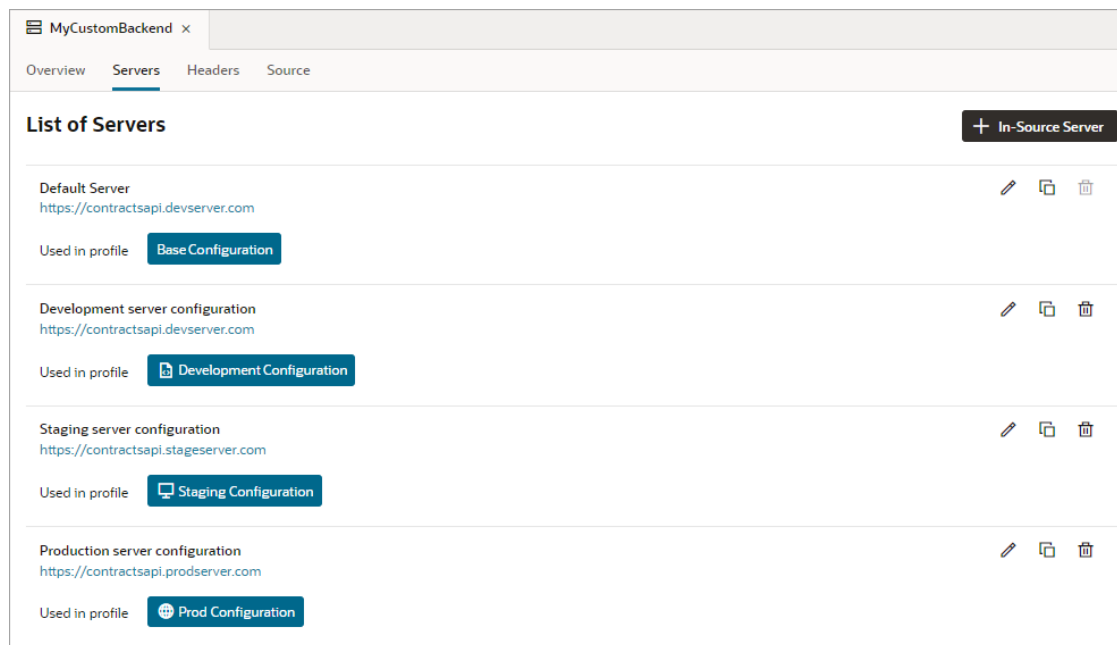 MyCustomBackend ×
Overview Servers Headers Source
List of Servers
+ In-Source Server
Default Server
https://contractsapi.devserver.com
Used in profile Base Configuration
Development server configuration
https://contractsapi.devserver.com
Used in profile Development Configuration
Staging server configuration
https://contractsapi.stageserver.com
Used in profile Staging Configuration
Production server configuration
https://contractsapi.prodserver.com
Used in profile Prod Configuration